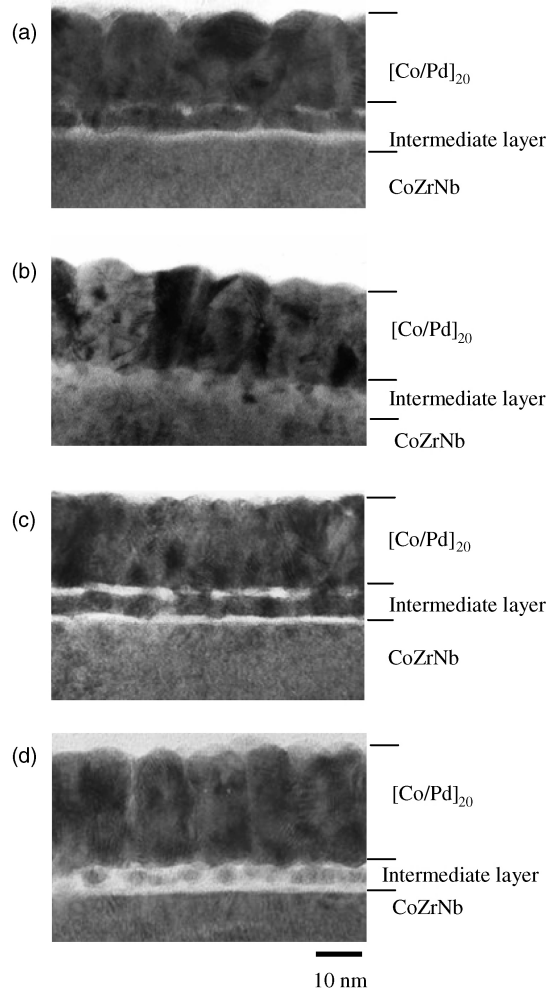 (a)
[Co/Pd]20
Intermediate layer
CoZrNb
(b)
[Co/Pd]20
Intermediate layer
CoZrNb
(c)
[Co/Pd]20
Intermediate layer
CoZrNb
(d)
[Co/Pd]20
Intermediate layer
CoZrNb
10 nm